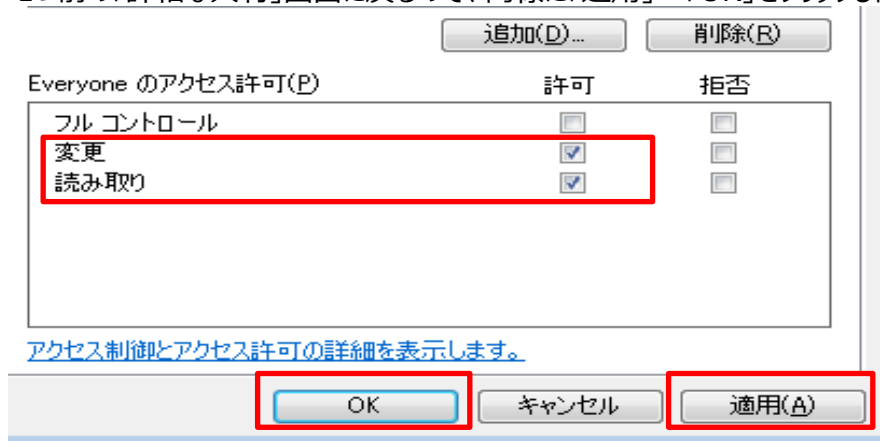 追加(D)... 削除(R)
Everyone のアクセス許可(P) 許可 拒否
フル コントロール
変更
読み取り
アクセス制御とアクセス許可の詳細を表示します。
OK キャンセル 適用(A)